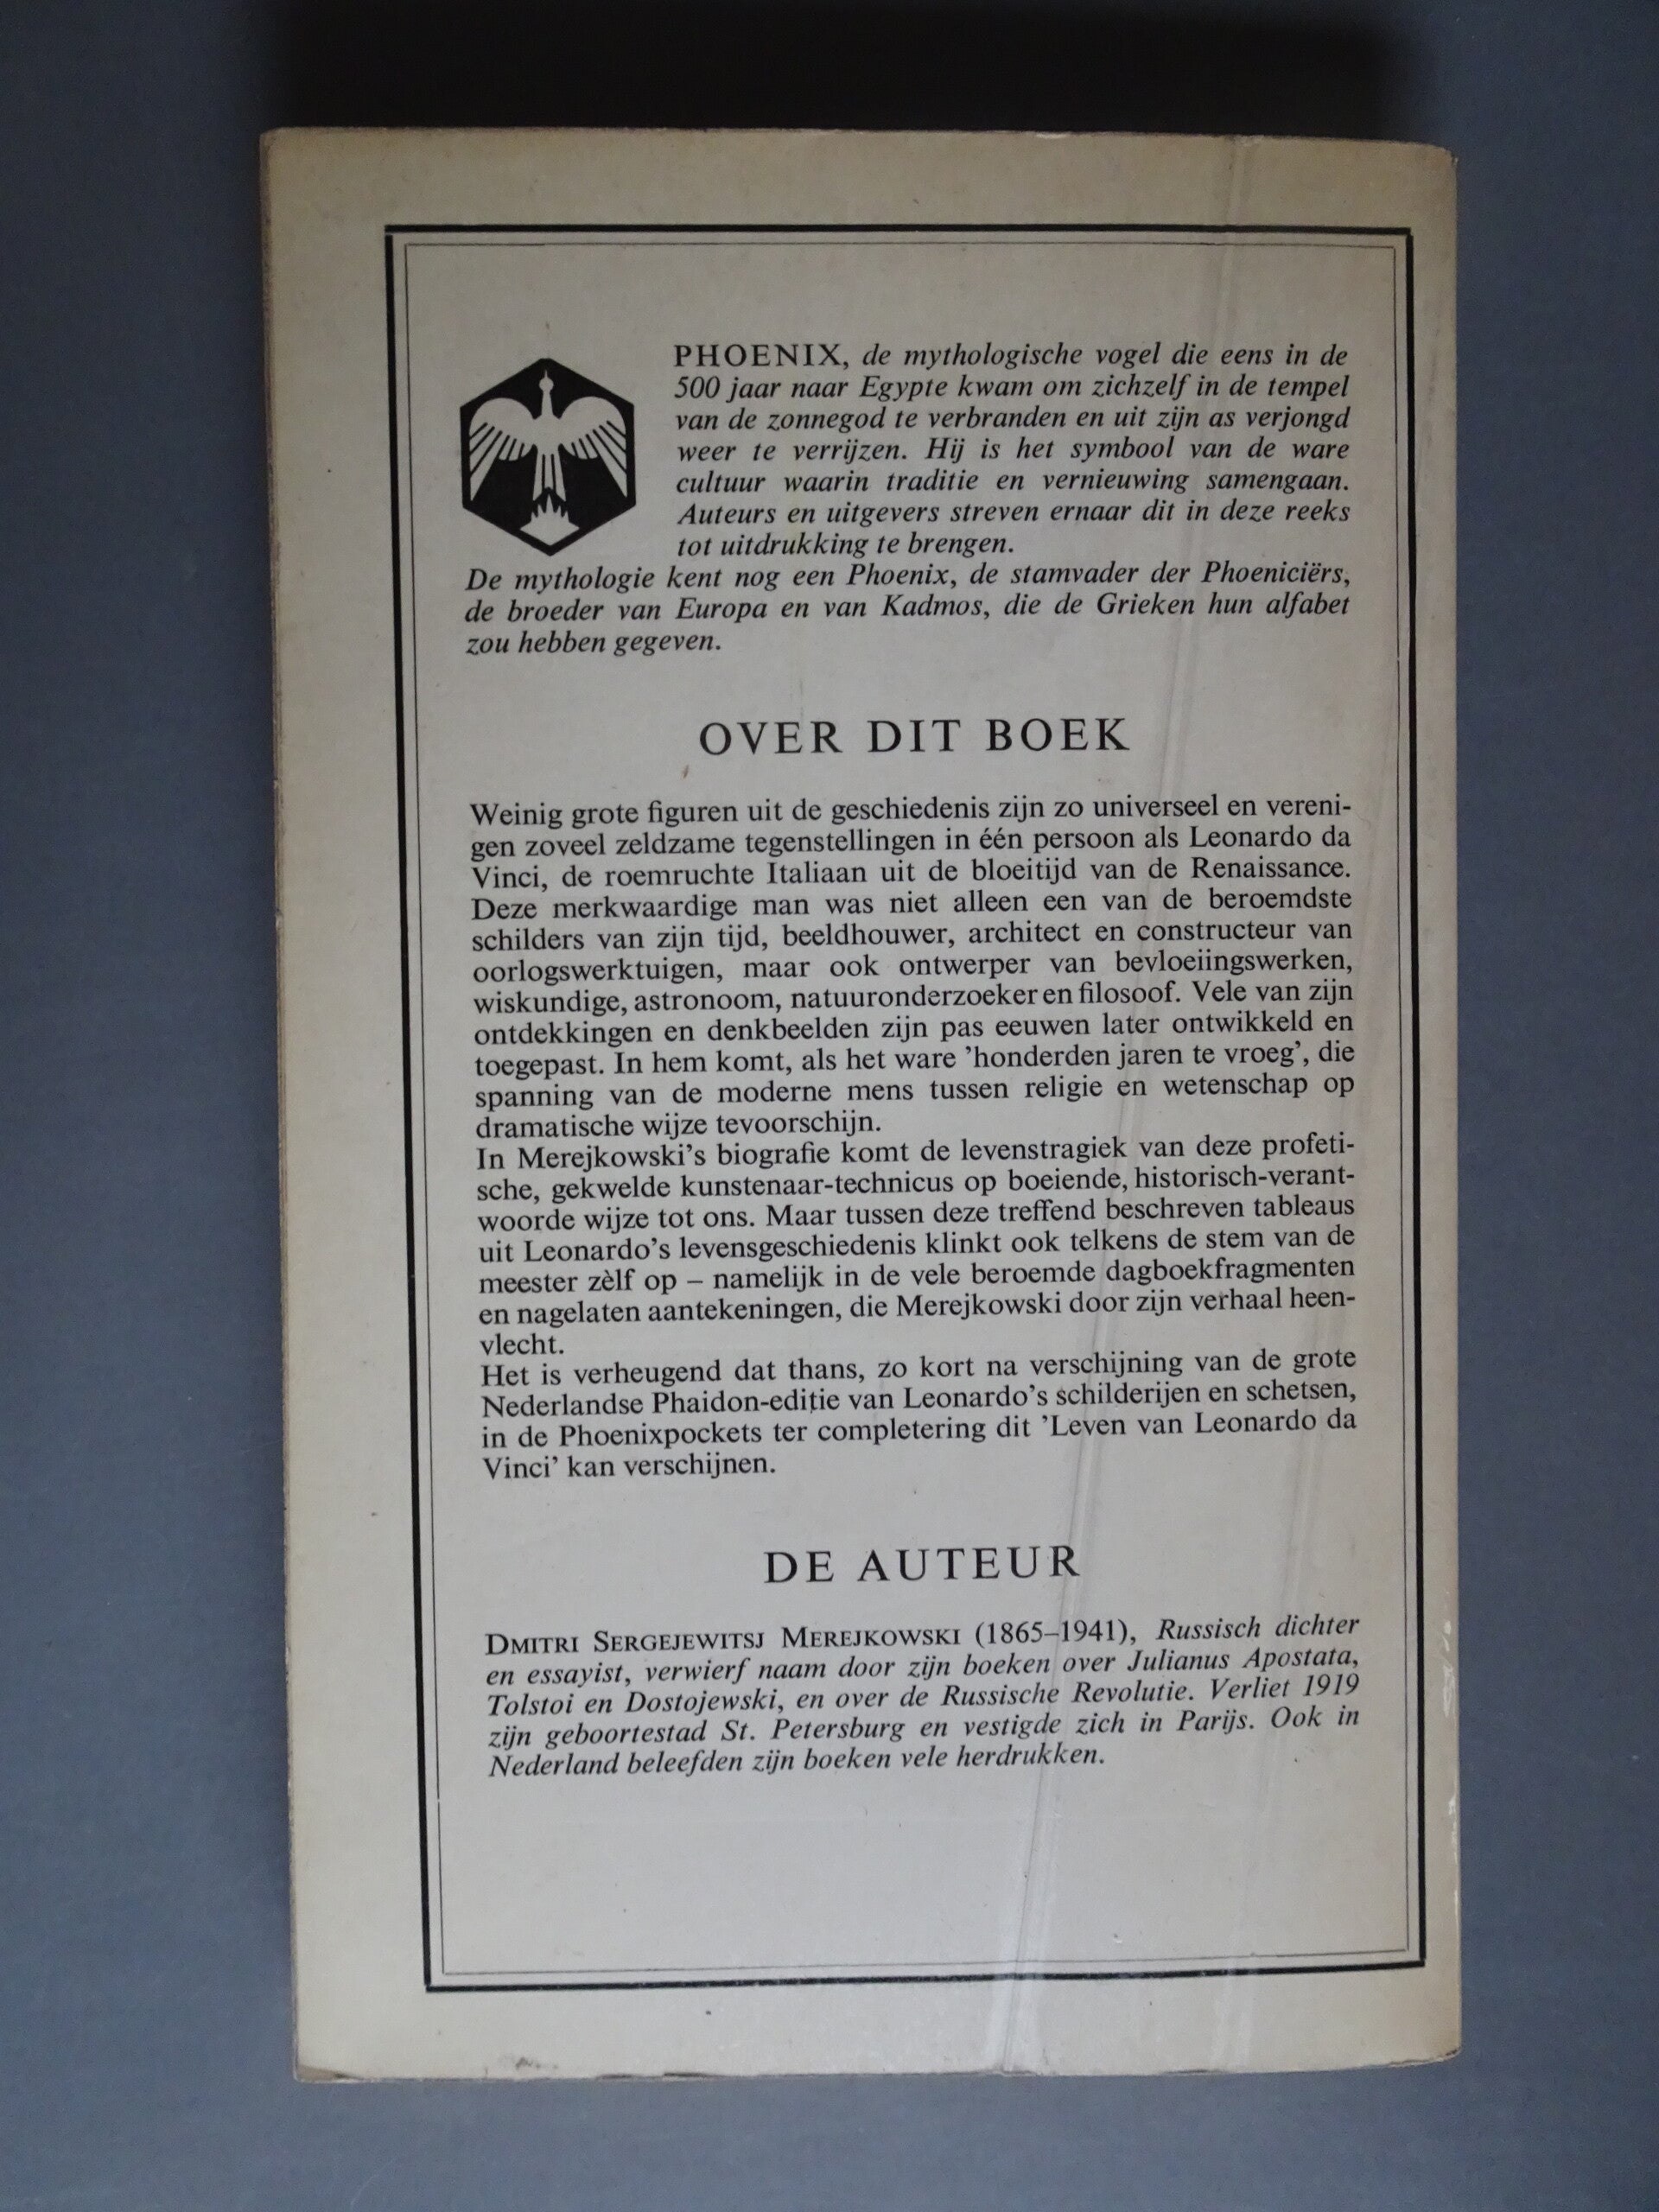 PHOENIX, de mythologische vogel die eens in de
500 jaar naar Egypte kwam om zichzelf in de tempel
van de zonnegod te verbranden en uit zijn as verjongd
weer te verrijzen. Hij is het symbool van de ware
cultuur waarin traditie en vernieuwing samengaan.
Auteurs en uitgevers streven ernaar dit in deze reeks
tot uitdrukking te brengen.
De mythologie kent nog een Phoenix, de stamvader der Phoeniciërs,
de broeder van Europa en van Kadmos, die de Grieken hun alfabet
zou hebben gegeven.
OVER DIT BOEK
Weinig grote figuren uit de geschiedenis zijn zo universeel en vereni-
gen zoveel zeldzame tegenstellingen in één persoon als Leonardo da
Vinci, de roemruchte Italiaan uit de bloeitijd van de Renaissance.
Deze merkwaardige man was niet alleen een van de beroemdste
schilders van zijn tijd, beeldhouwer, architect en constructeur van
oorlogswerktuigen, maar ook ontwerper van bevloeiingswerken,
wiskundige, astronoom, natuuronderzoeker en filosoof. Vele van zijn
ontdekkingen en denkbeelden zijn pas eeuwen later ontwikkeld en
toegepast. In hem komt, als het ware 'honderden jaren te vroeg', die
spanning van de moderne mens tussen religie en wetenschap op
dramatische wijze tevoorschijn.
In Merejkowski's biografie komt de levenstragiek van deze profeti-
sche, gekwelde kunstenaar-technicus op boeiende, historisch-verant-
woorde wijze tot ons. Maar tussen deze treffend beschreven tableaus
uit Leonardo's levensgeschiedenis klinkt ook telkens de stem van de
meester zèlf op – namelijk in de vele beroemde dagboekfragmenten
en nagelaten aantekeningen, die Merejkowski door zijn verhaal heen-
vlecht.
Het is verheugend dat thans, zo kort na verschijning van de grote
Nederlandse Phaidon-editie van Leonardo's schilderijen en schetsen,
in de Phoenixpockets ter completering dit 'Leven van Leonardo da
Vinci' kan verschijnen.
DE AUTEUR
DMITRI SERGEJEWITSJ MEREJKOWSKI (1865–1941), Russisch dichter
en essayist, verwierf naam door zijn boeken over Julianus Apostata,
Tolstoi en Dostojewski, en over de Russische Revolutie. Verliet 1919
zijn geboortestad St. Petersburg en vestigde zich in Parijs. Ook in
Nederland beleefden zijn boeken vele herdrukken.